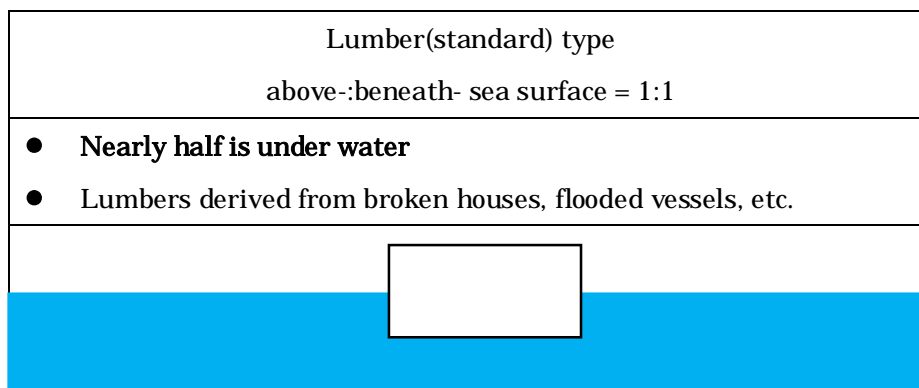 Lumber(standard) type
above-:beneath- sea surface = 1:1
● Nearly half is under water
● Lumbers derived from broken houses, flooded vessels, etc.